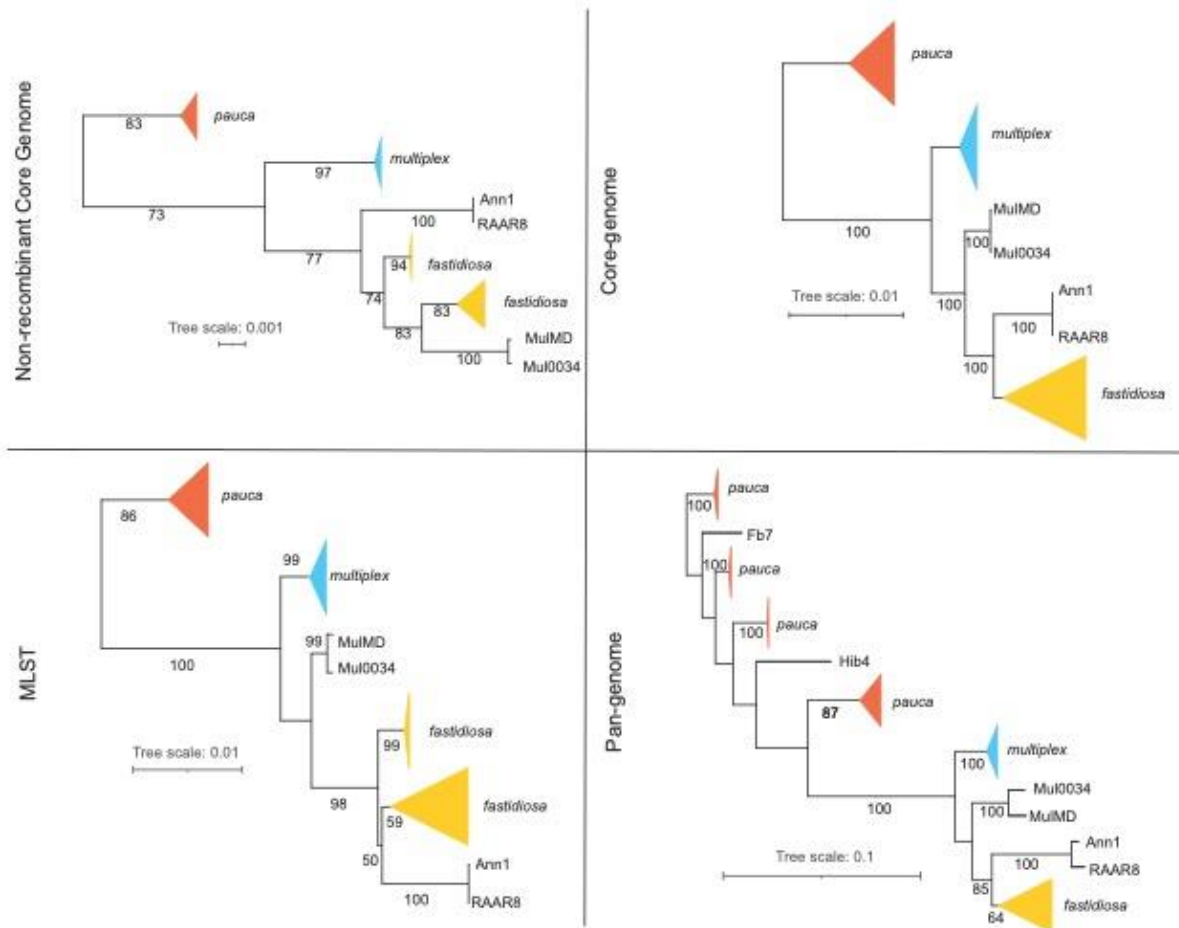 Non-recombinant Core Genome
pauca
83
multiplex
97
73
Ann1
100
RAAR8
77
94
fastidiosa
74
fastidiosa
83
83
Tree scale: 0.001
MulMD
100
Mul0034
Core-genome
pauca
multiplex
100
MulMD
100
Mul0034
Tree scale: 0.01
100
Ann1
100
RAAR8
100
fastidiosa
MLST
pauca
86
99
multiplex
99
MulMD
Mul0034
100
fastidiosa
99
Tree scale: 0.01
98
fastidiosa
59
50
Ann1
100
RAAR8
Pan-genome
pauca
100
Fb7
100
pauca
100
pauca
Hib4
pauca
87
multiplex
100
100
Mul0034
100
MulMD
Tree scale: 0.1
Ann1
100
RAAR8
85
64
fastidiosa